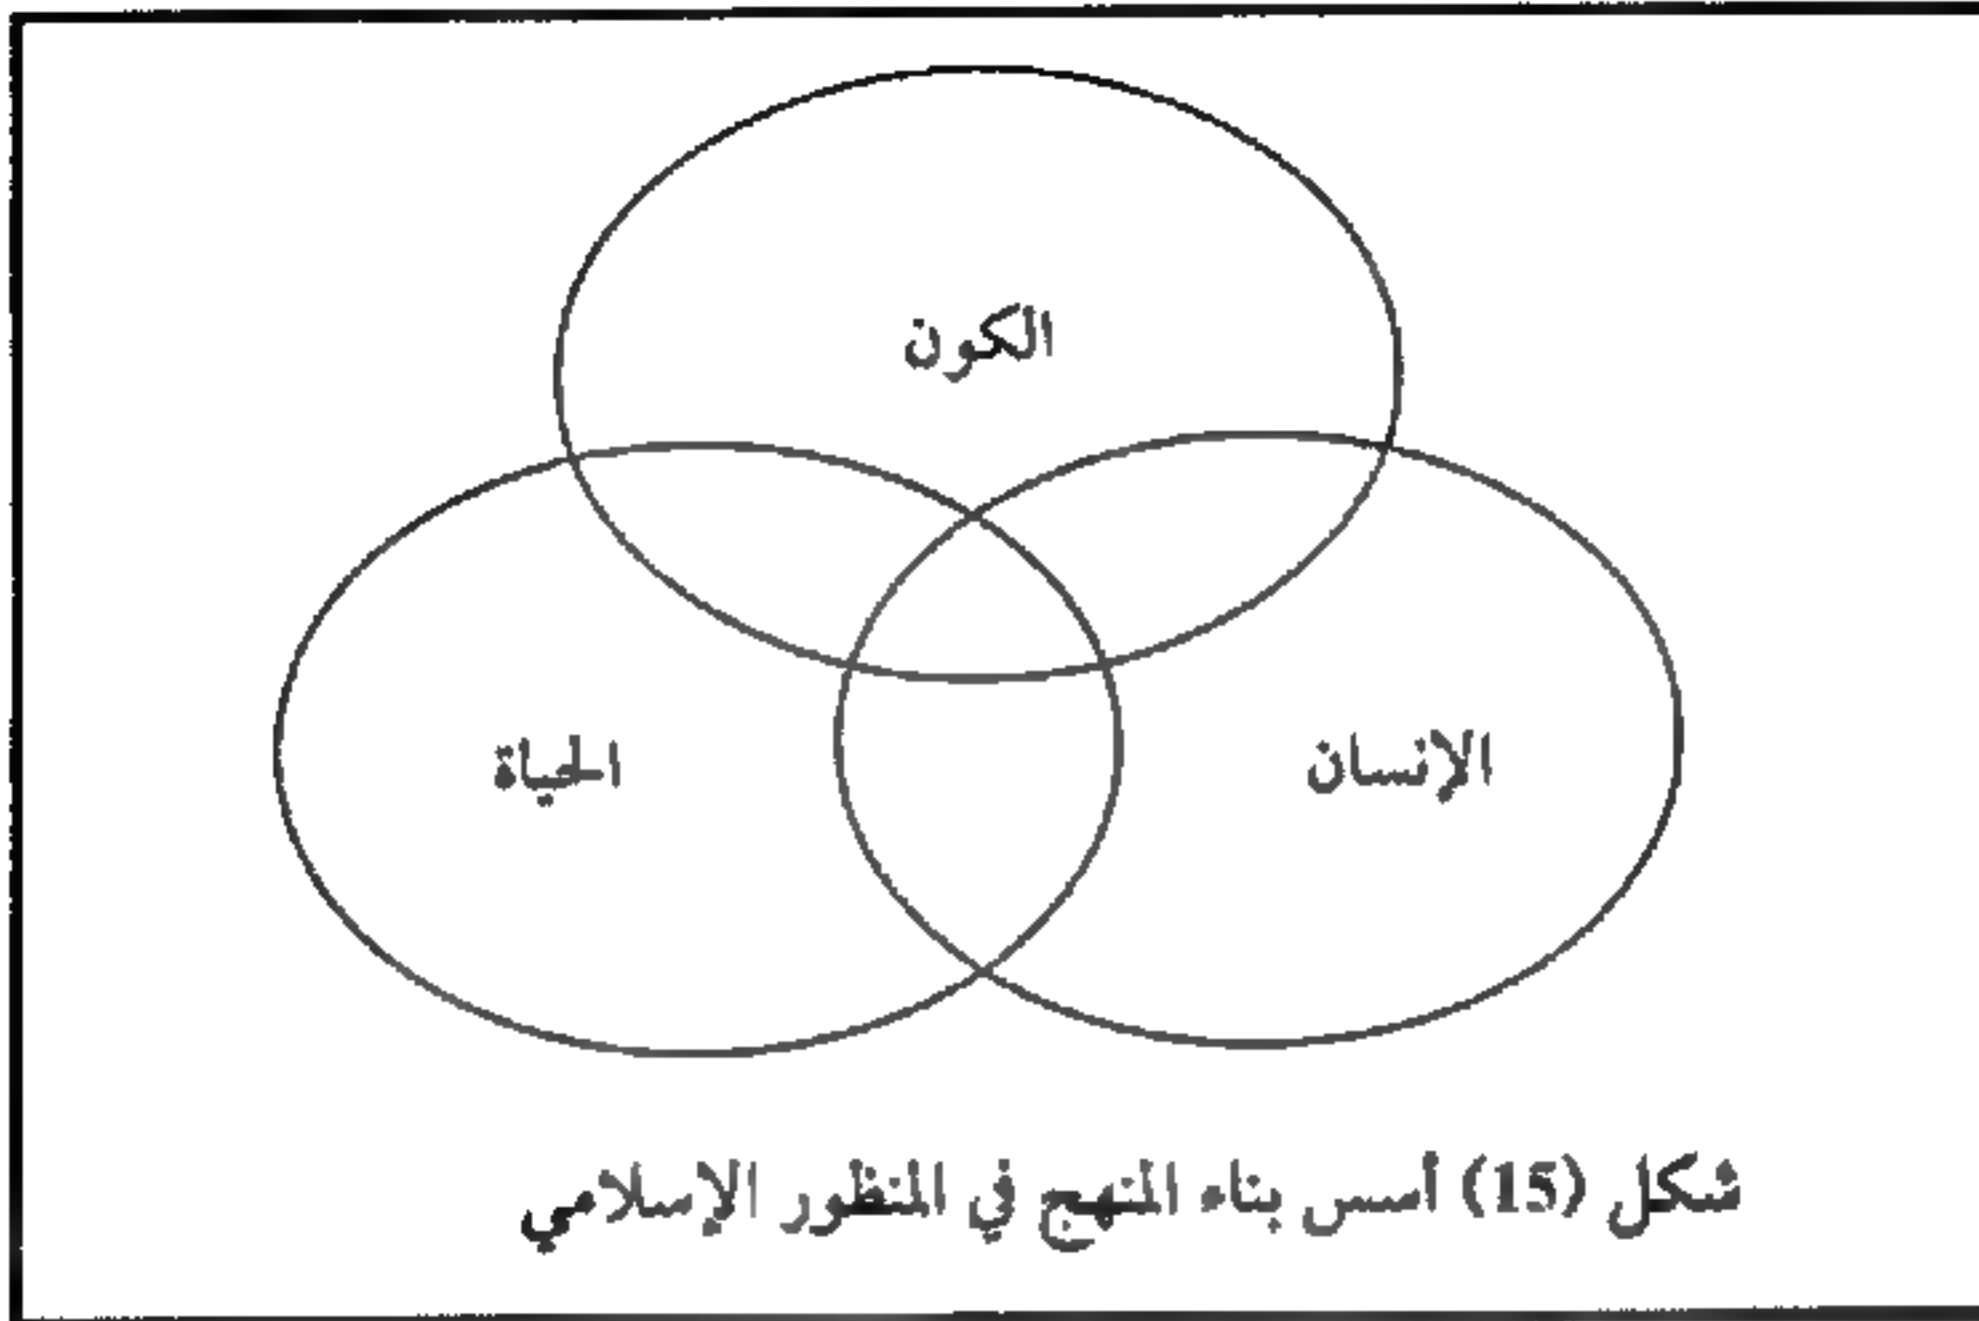 الكون
الإنسان
الحياة
شكل (15) أسس بناء المنهج في المنظور الإسلامي